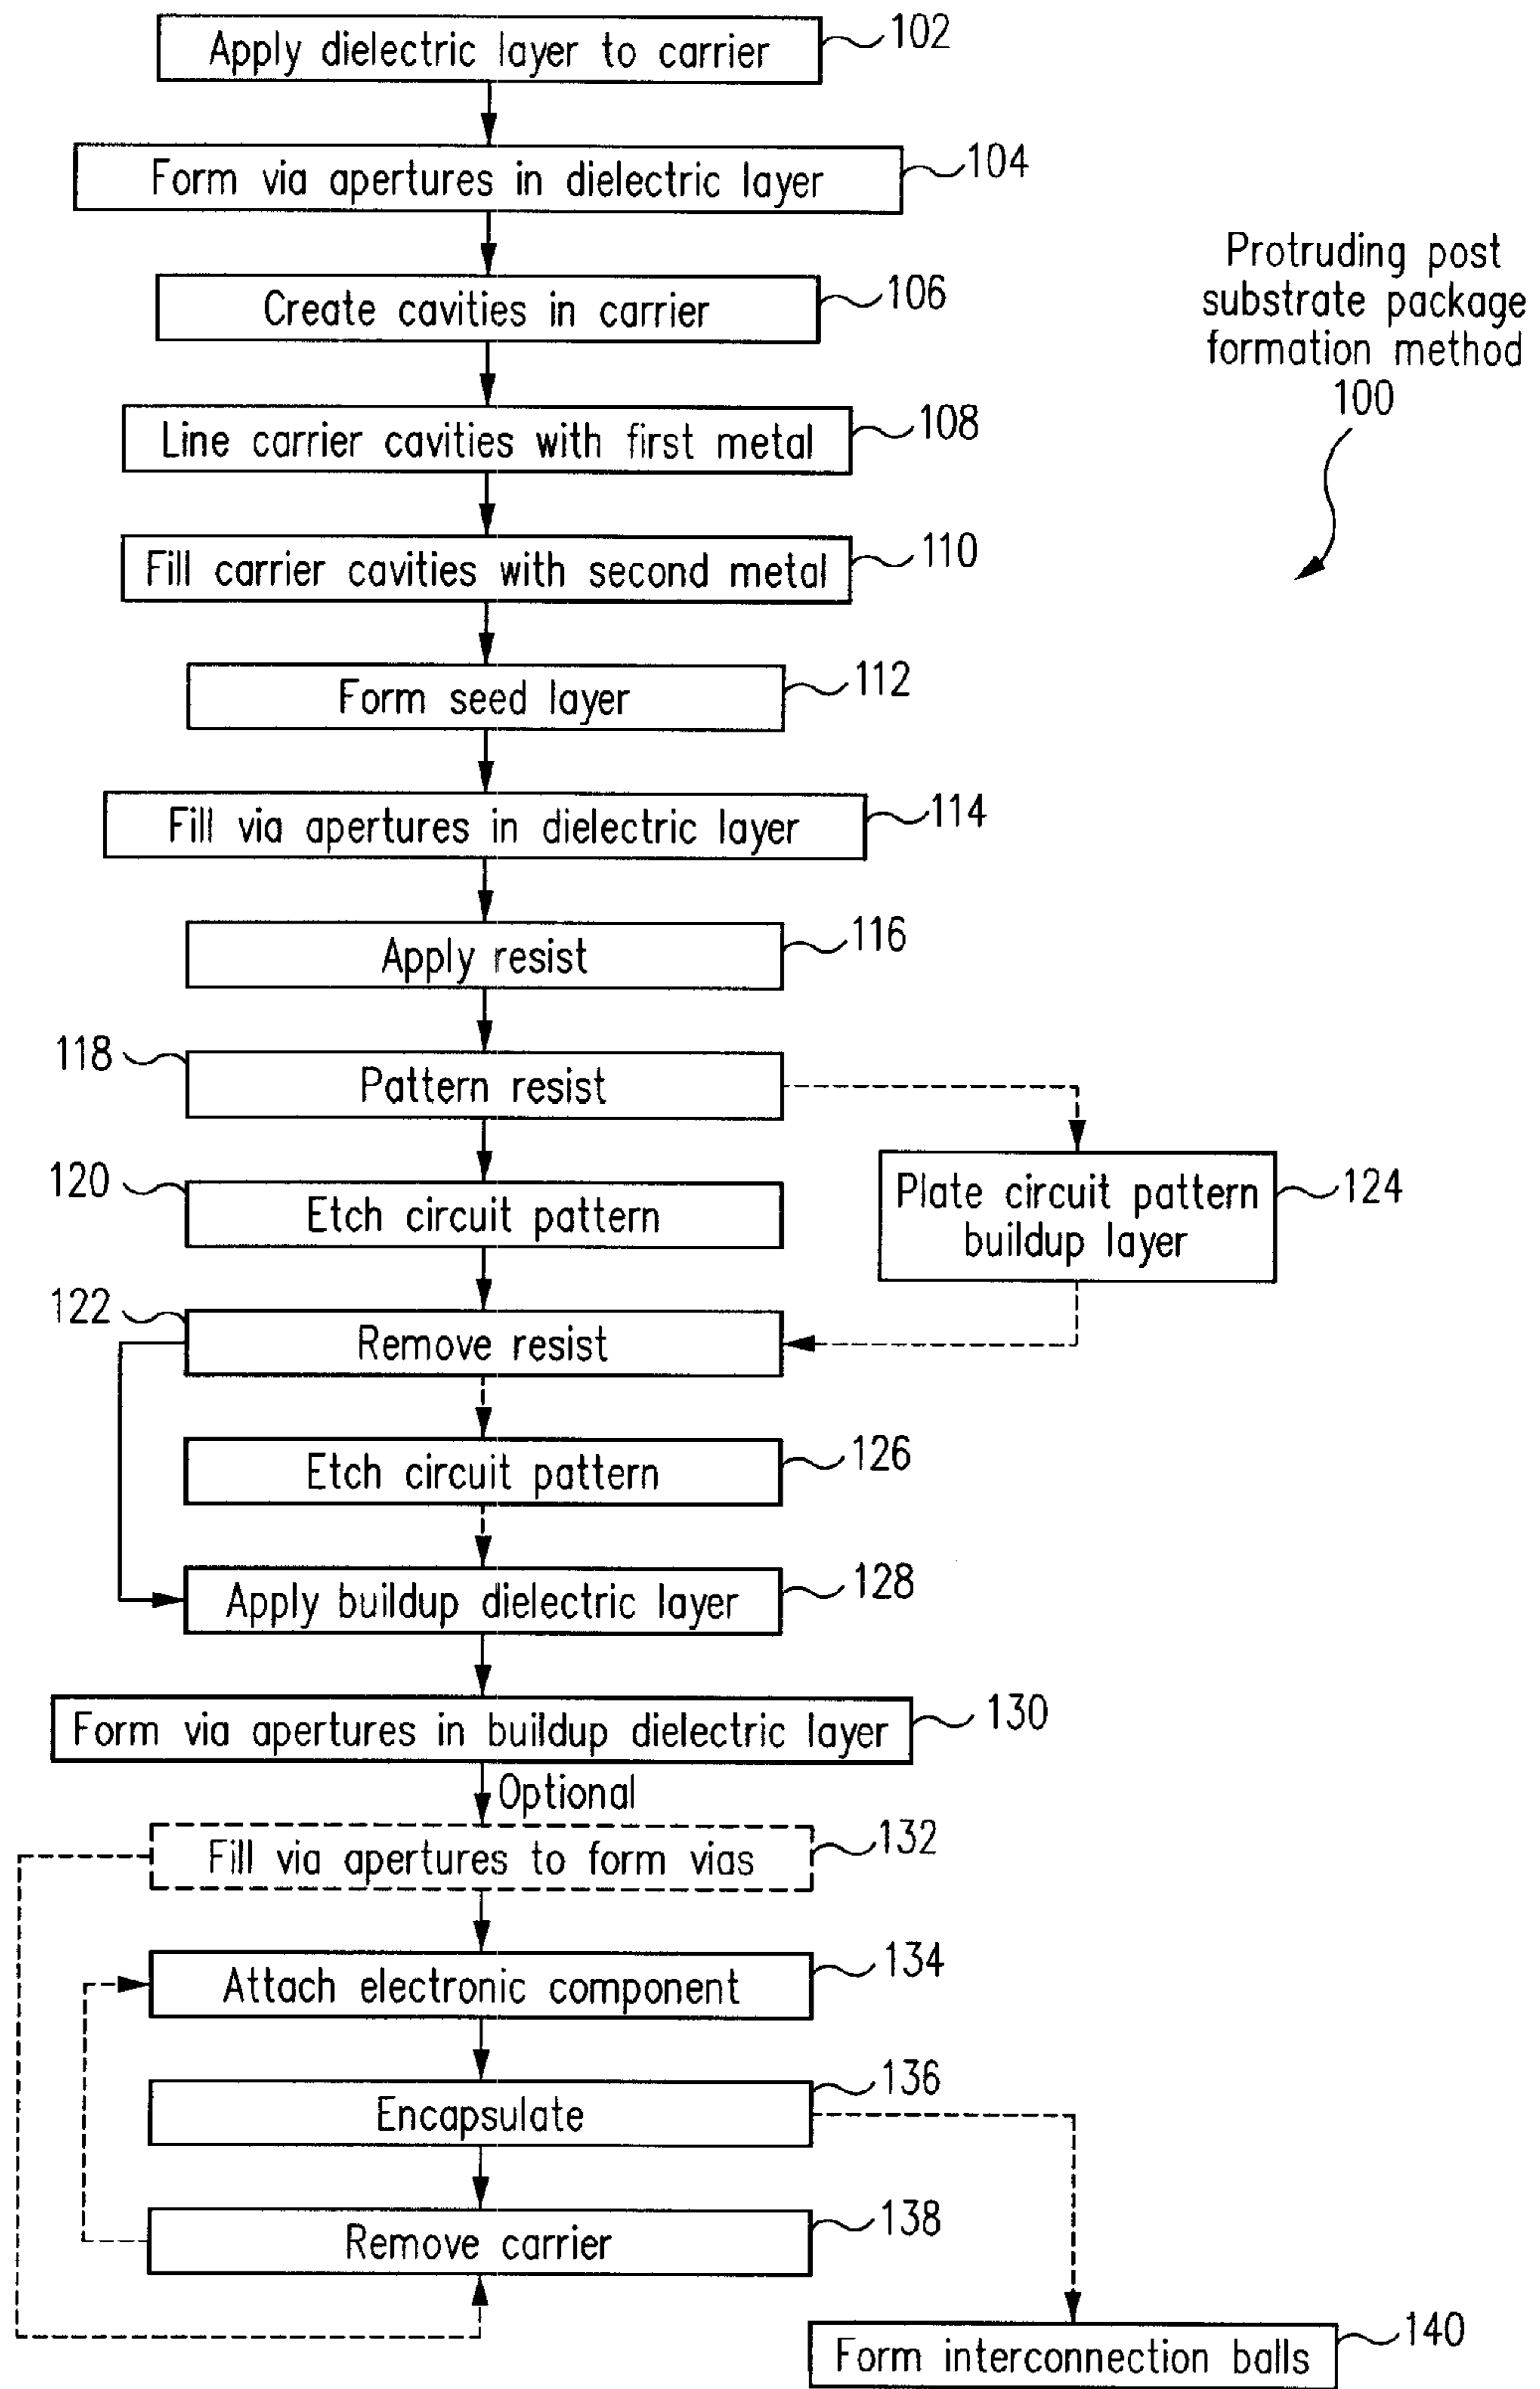 Apply dielectric layer to carrier
102
Form via apertures in dielectric layer
104
Protruding post
substrate package
formation method
100
Create cavities in carrier
106
Line carrier cavities with first metal
108
Fill carrier cavities with second metal
110
Form seed layer
112
Fill via apertures in dielectric layer
114
Apply resist
116
118
Pattern resist
120
Etch circuit pattern
Plate circuit pattern
buildup layer
124
122
Remove resist
Etch circuit pattern
126
Apply buildup dielectric layer
128
Form via apertures in buildup dielectric layer
130
Optional
Fill via apertures to form vias
132
Attach electronic component
134
Encapsulate
136
Remove carrier
138
Form interconnection balls
140